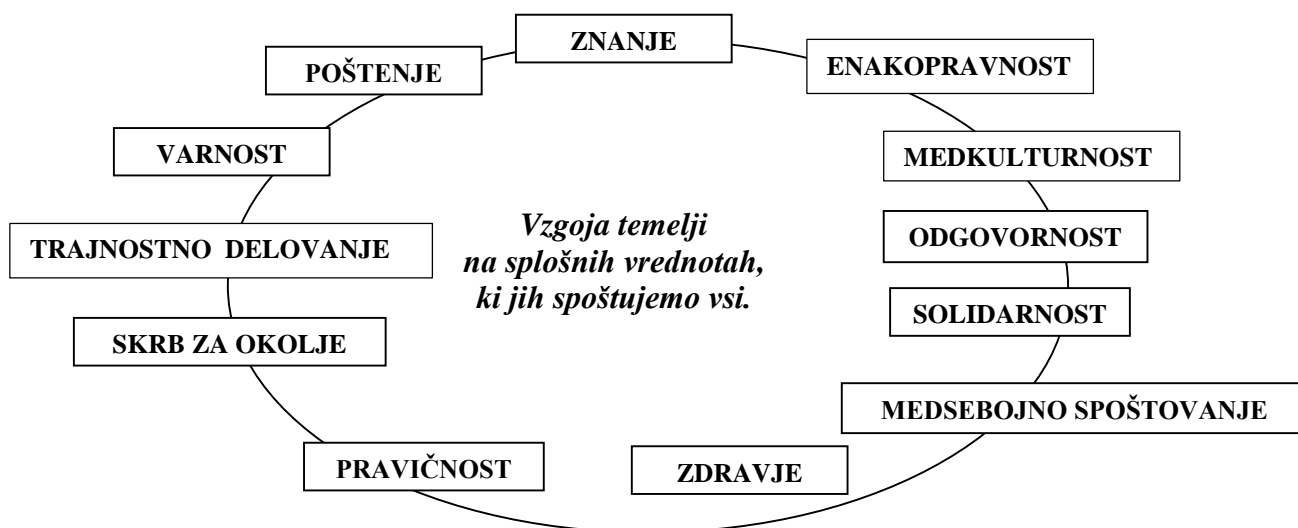 ZNANJE
POŠTENJE
ENAKOPRAVNOST
VARNOST
MEDKULTURNOST
TRAJNOSTNO DELOVANJE
Vzgoja temelji
na splošnih vrednotah,
ki jih spoštujemo vsi.
ODGOVORNOST
SOLIDARNOST
SKRB ZA OKOLJE
MEDSEBOJNO SPOŠTOVANJE
PRAVIČNOST
ZDRAVJE